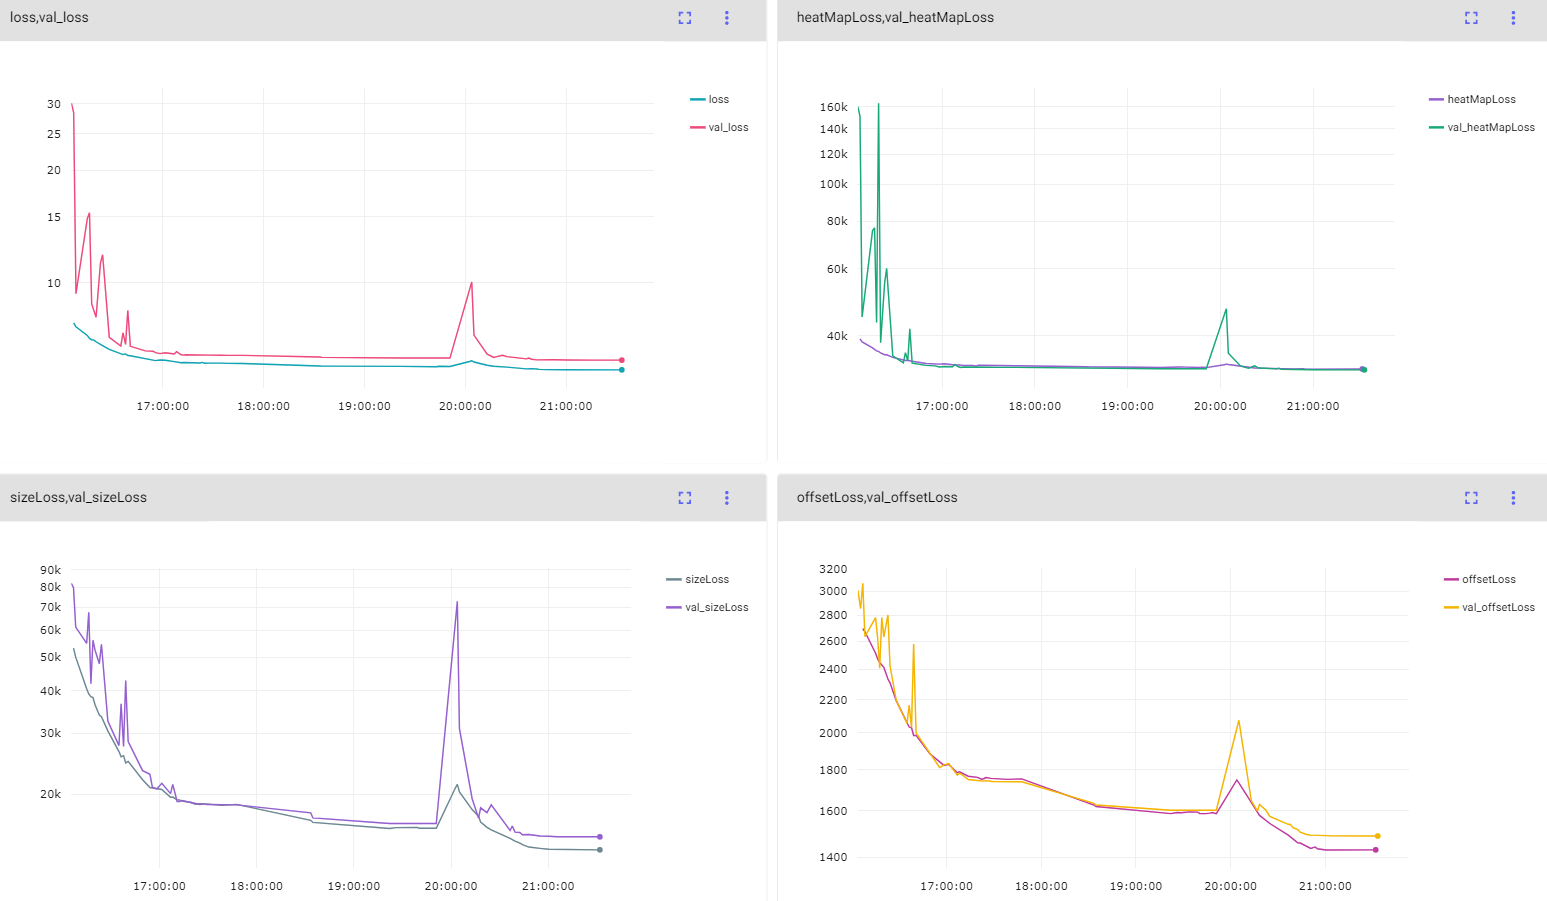 loss,val_loss
30
25
20
15
10
17:00:00 18:00:00 19:00:00 20:00:00 21:00:00
loss
val_loss
heatMapLoss,val_heatMapLoss
160k
140k
120k
100k
80k
60k
40k
17:00:00 18:00:00 19:00:00 20:00:00 21:00:00
heatMapLoss
val_heatMapLoss
sizeLoss,val_sizeLoss
90k
80k
70k
60k
50k
40k
30k
20k
17:00:00 18:00:00 19:00:00 20:00:00 21:00:00
sizeLoss
val_sizeLoss
offsetLoss,val_offsetLoss
3200
3000
2800
2600
2400
2200
2000
1800
1600
1400
17:00:00 18:00:00 19:00:00 20:00:00 21:00:00
offsetLoss
val_offsetLoss